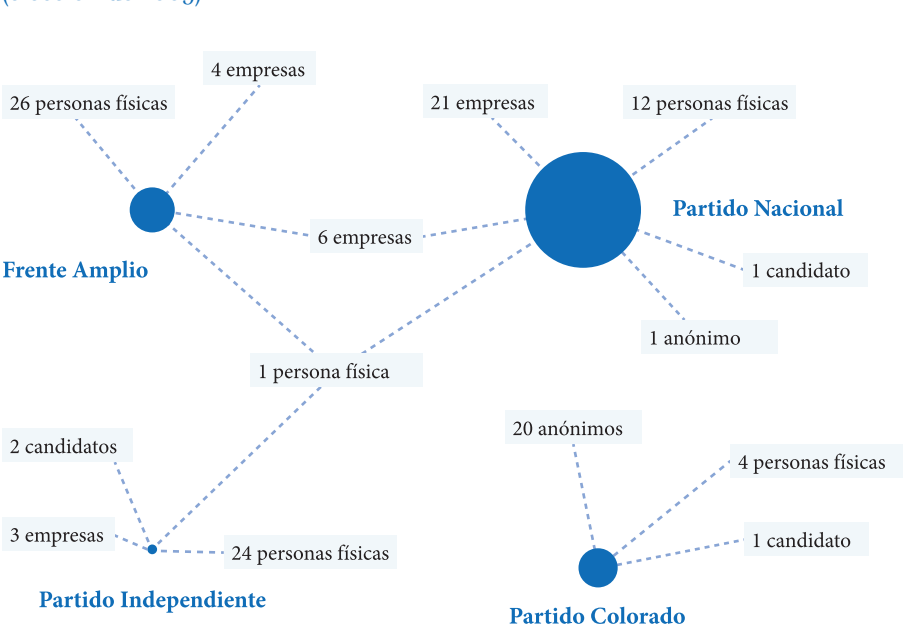 4 empresas
26 personas físicas
21 empresas
12 personas físicas
Partido Nacional
6 empresas
Frente Amplio
1 candidato
1 anónimo
1 persona física
20 anónimos
2 candidatos
4 personas físicas
3 empresas
1 candidato
24 personas físicas
Partido Independiente
Partido Colorado